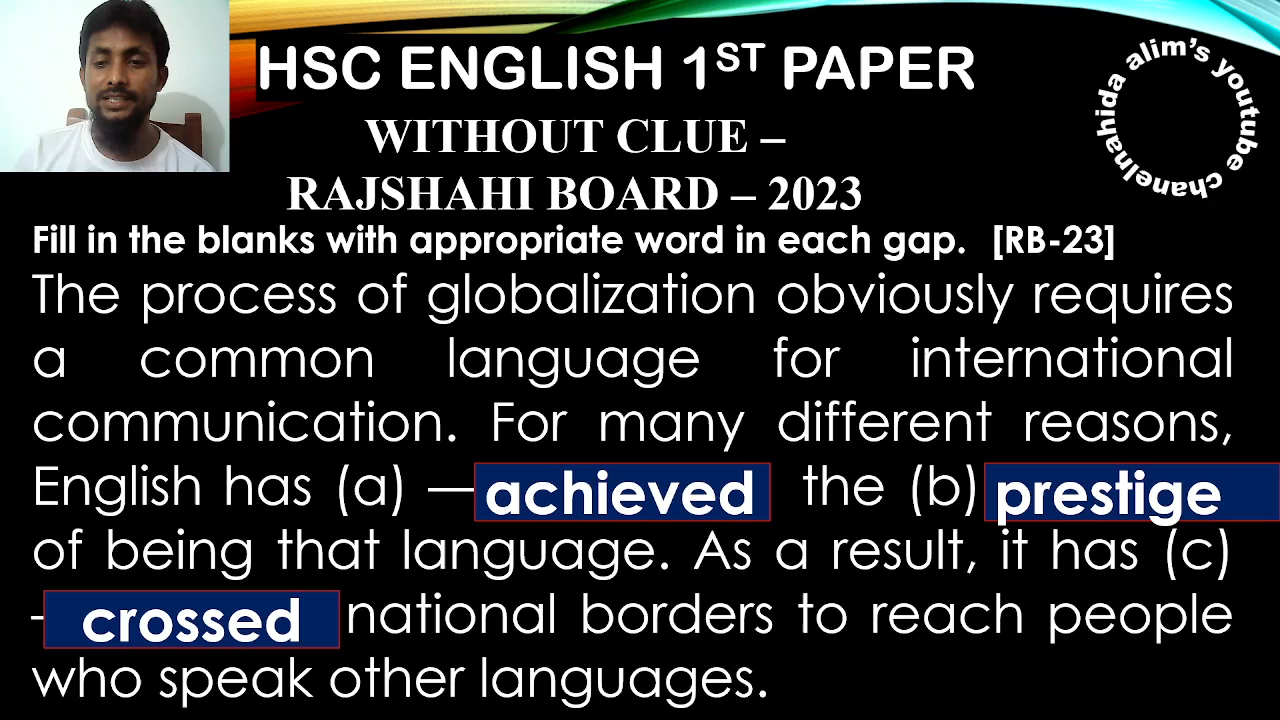 HSC ENGLISH 1ST PAPER
nahida alim's youtube chanel
WITHOUT CLUE –
RAJSHAHI BOARD – 2023
Fill in the blanks with appropriate word in each gap. [RB-23]
The process of globalization obviously requires
a common language for international
communication. For many different reasons,
English has (a) — achieved the (b) prestige
of being that language. As a result, it has (c)
- crossed national borders to reach people
who speak other languages.